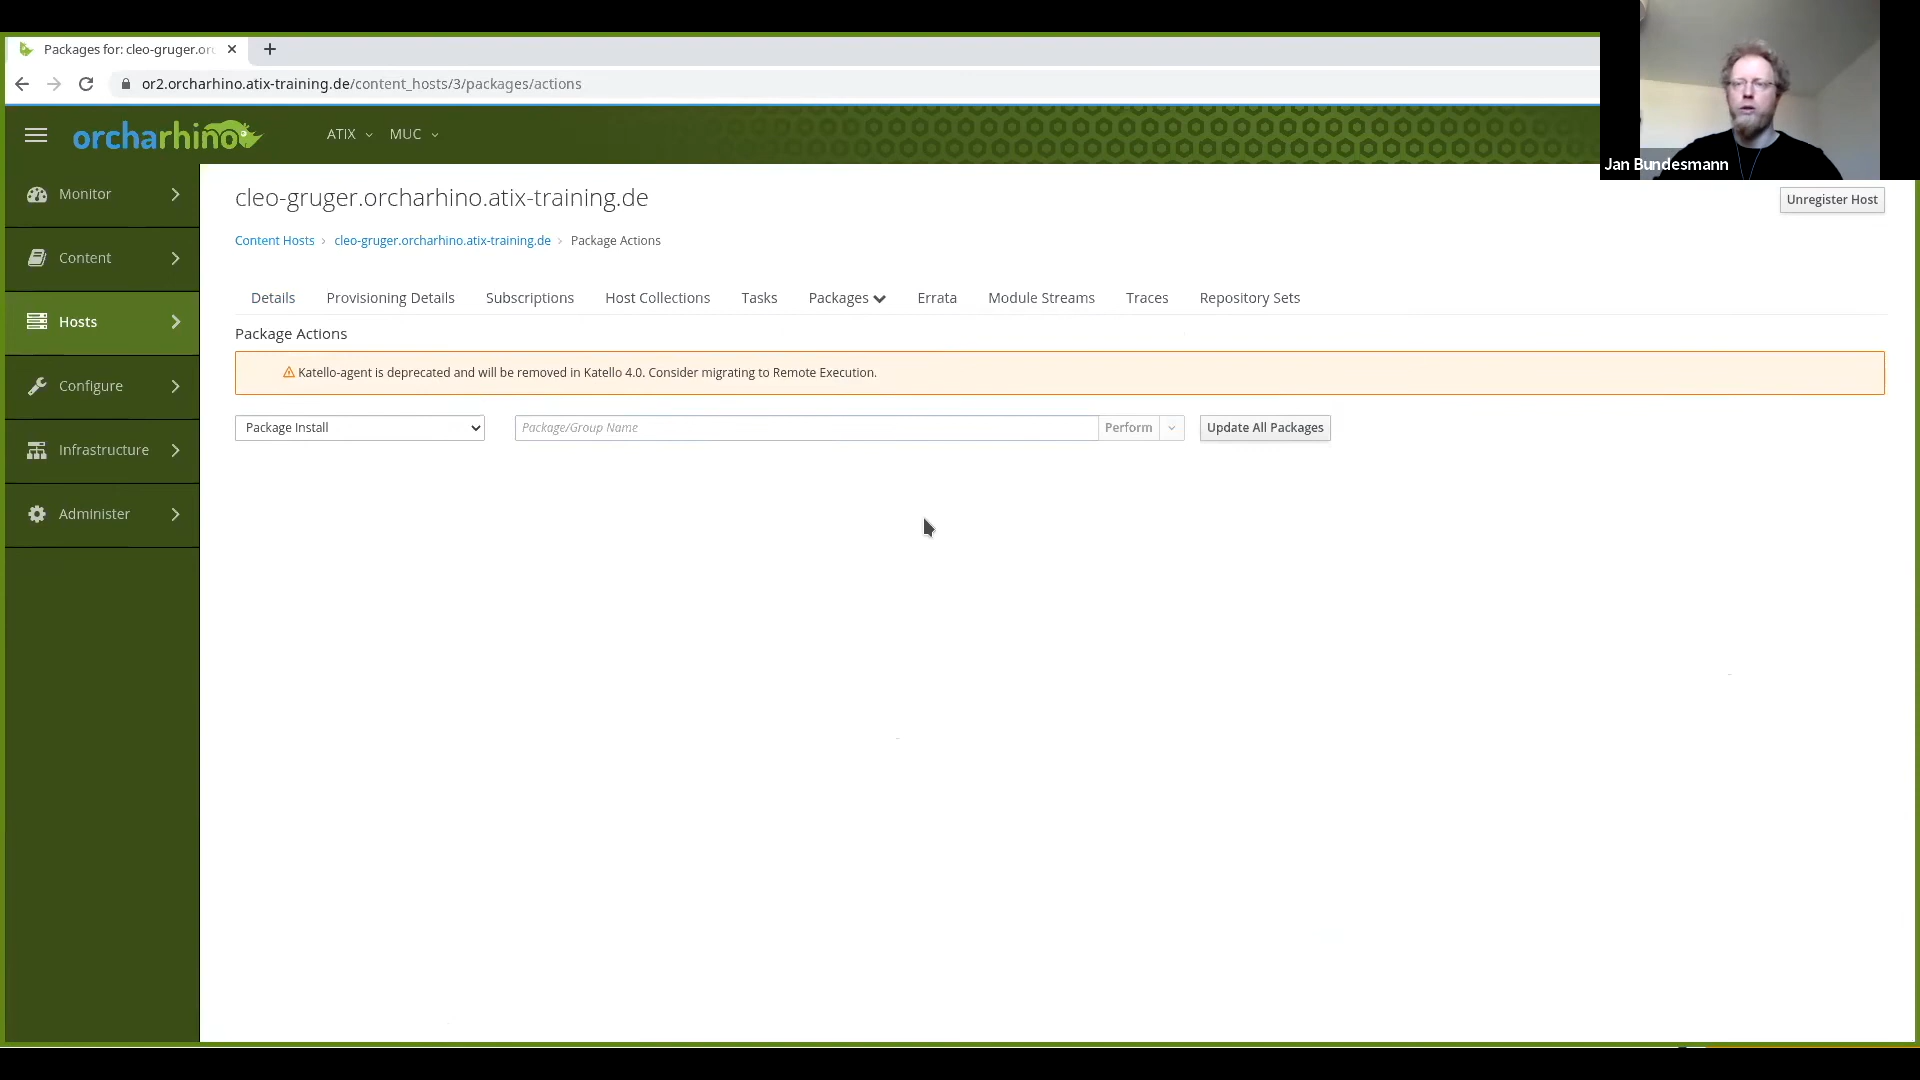 Packages for: cleo-gruger.or
or2.orcharhino.atix-training.de/content_hosts/3/packages/actions
Jan Bundesmann
orcharhino
ATIX
MUC
Monitor
Content
Hosts
Configure
Infrastructure
Administer
cleo-gruger.orcharhino.atix-training.de
Unregister Host
Content Hosts › cleo-gruger.orcharhino.atix-training.de › Package Actions
Details Provisioning Details Subscriptions Host Collections Tasks Packages Errata Module Streams Traces Repository Sets
Package Actions
Katello-agent is deprecated and will be removed in Katello 4.0. Consider migrating to Remote Execution.
Package Install Package/Group Name Perform Update All Packages